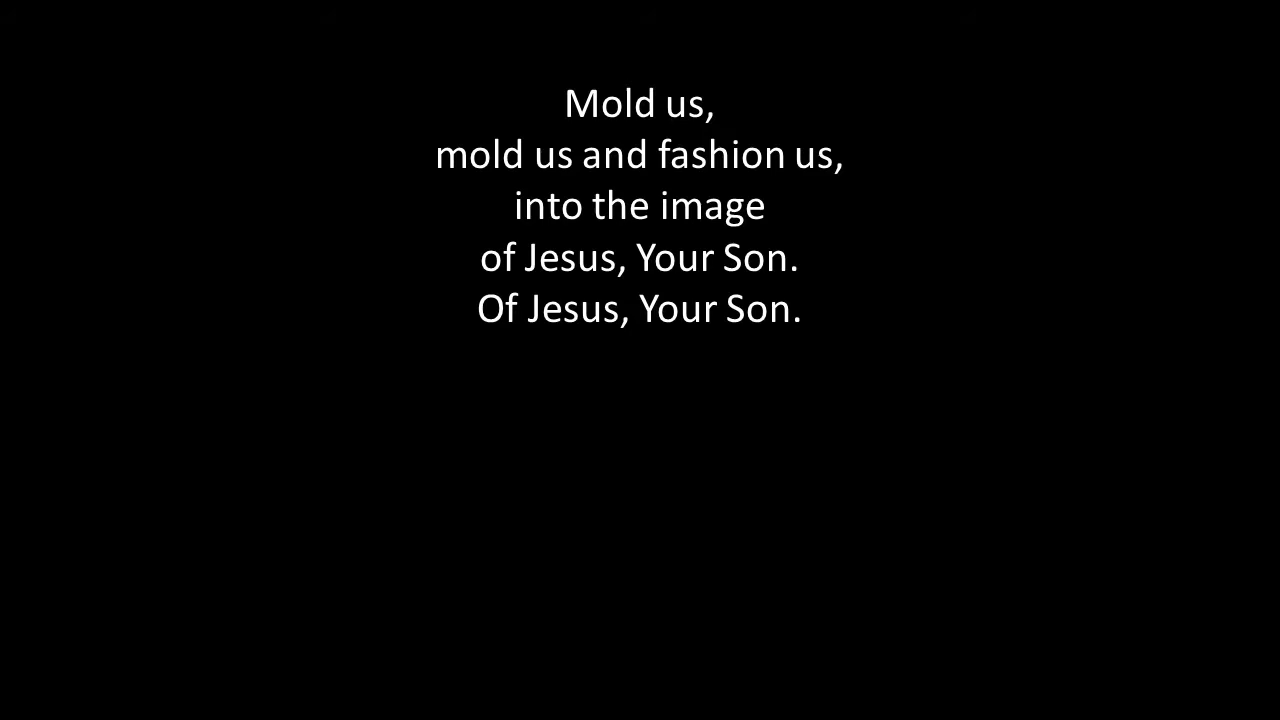 Mold us,
mold us and fashion us,
into the image
of Jesus, Your Son.
Of Jesus, Your Son.